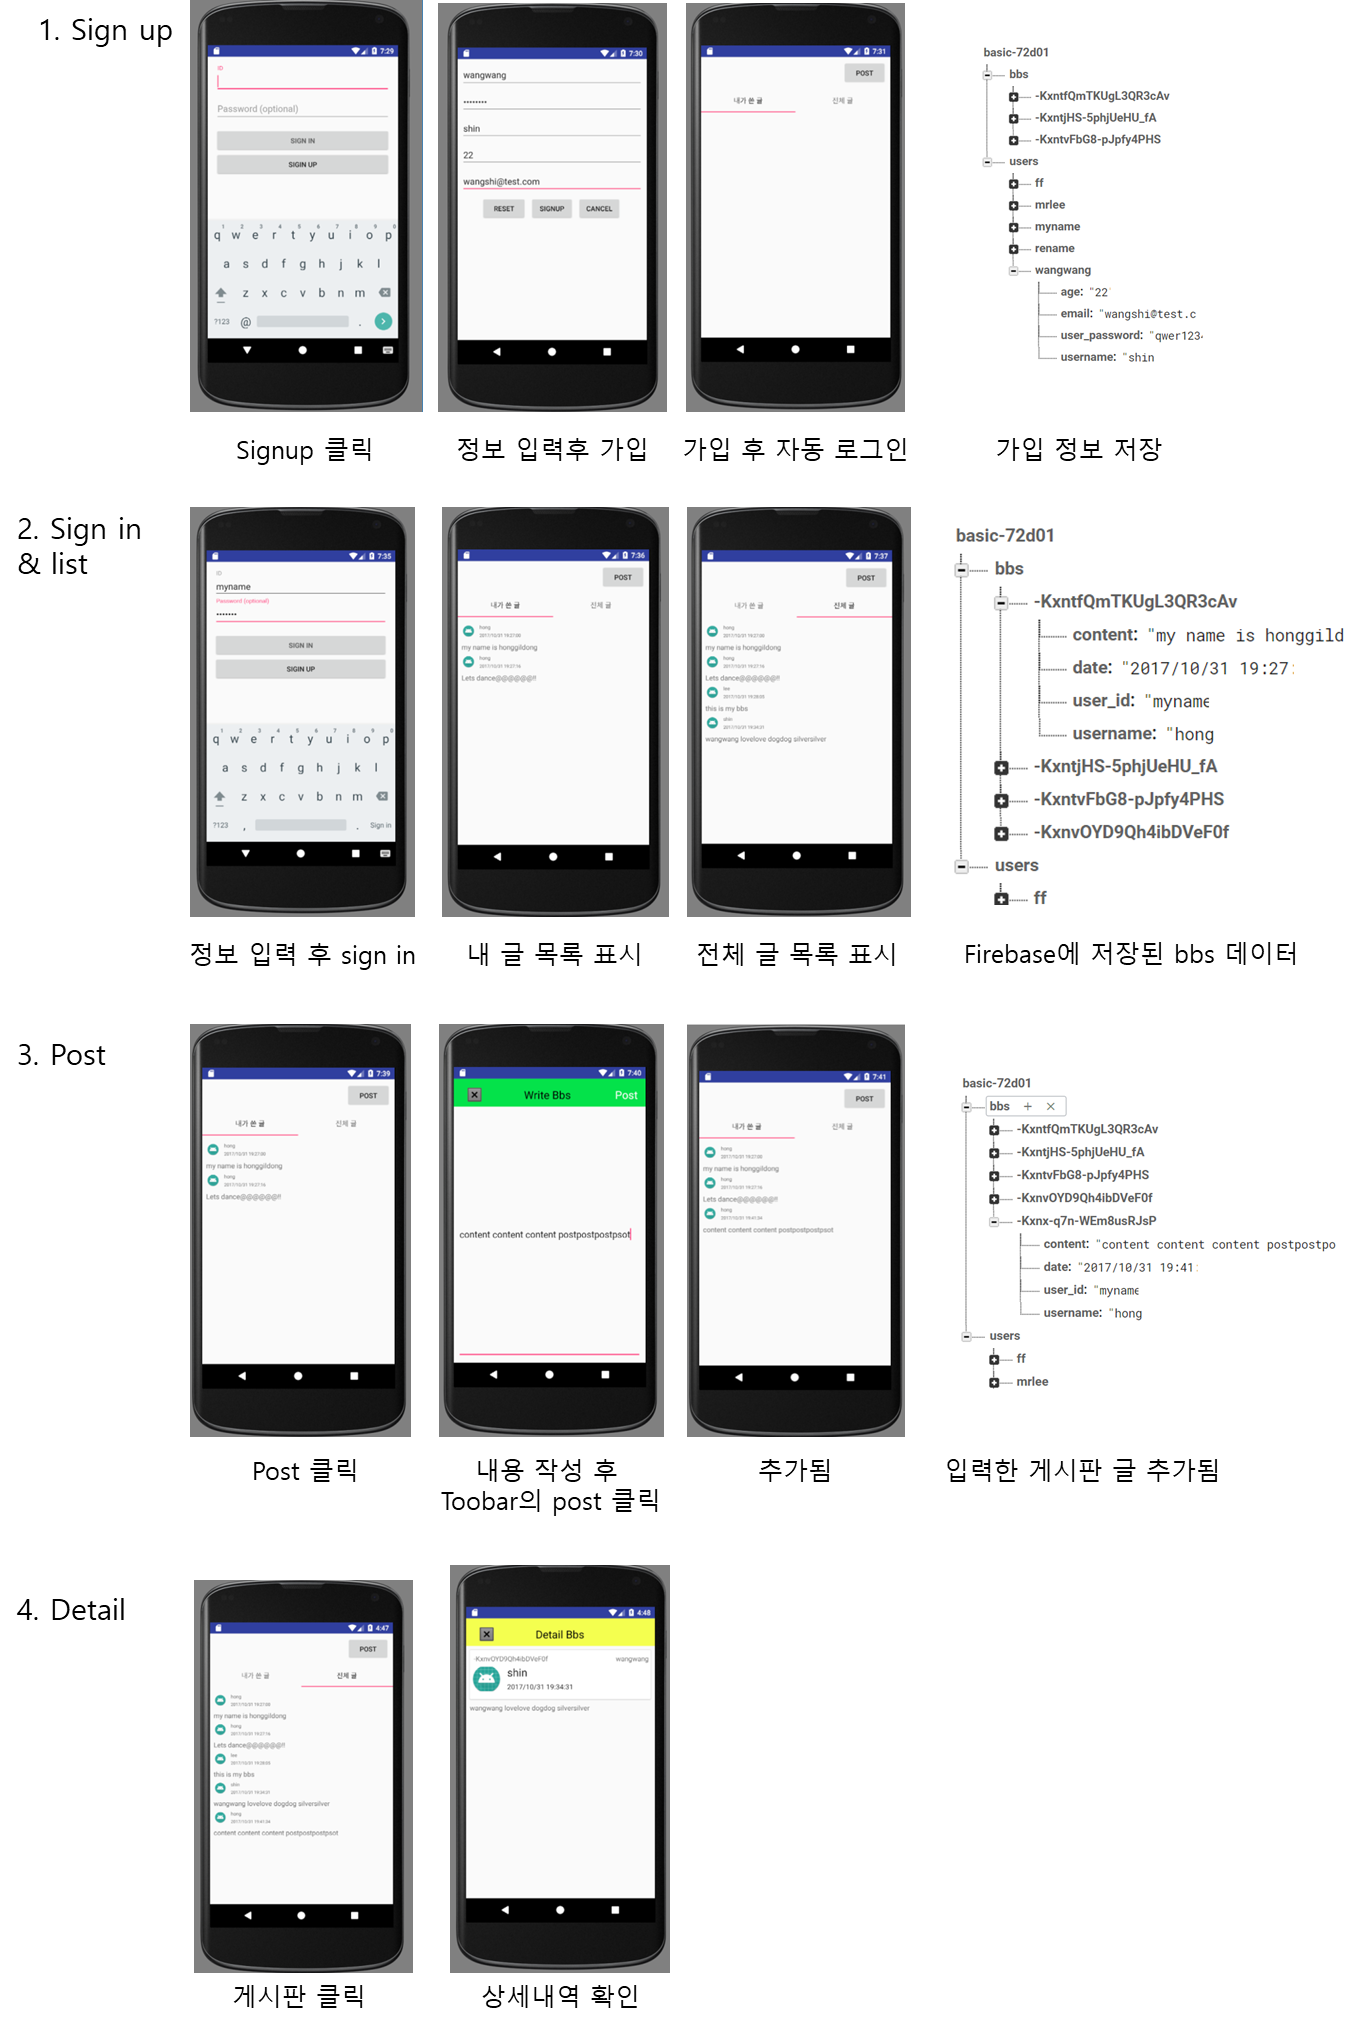 1. Sign up
7:29
ID
Password (optional)
SIGN IN
SIGIN UP
q w e r t y u i o p
a s d f g h j k l
z x c v b n m
?123 @ .
7:30
wangwang
••••••••
shin
22
wangshi@test.com
RESET SIGNUP CANCEL
7:31
POST
내가 쓴 글 전체 글
basic-72d01
bbs
-KxntfQmTKUgL3QR3cAv
-KxntjHS-5phjUeHU_fA
-KxntvFbG8-pJpfy4PHS
users
ff
mrlee
myname
rename
wangwang
age: "22
email: "wangshi@test.c
user_password: "qwer123
username: "shin
Signup 클릭
정보 입력후 가입
가입 후 자동 로그인
가입 정보 저장
2. Sign in
& list
7:35
ID
myname
Password (optional)
•••••••
SIGN IN
SIGIN UP
q w e r t y u i o p
a s d f g h j k l
z x c v b n m
?123 , . Sign in
7:36
POST
내가 쓴 글 전체 글
hong
2017/10/31 19:27:00
my name is honggildong
hong
2017/10/31 19:27:16
Lets dance@@@@@@!!
7:37
POST
내가 쓴 글 전체 글
hong
2017/10/31 19:27:00
my name is honggildong
hong
2017/10/31 19:27:16
Lets dance@@@@@@!!
lee
2017/10/31 19:28:05
this is my bbs
shin
2017/10/31 19:34:31
wangwang lovelove dogdog silversilver
basic-72d01
bbs
-KxntfQmTKUgL3QR3cAv
content: "my name is honggild
date: "2017/10/31 19:27:
user_id: "myname
username: "hong
-KxntjHS-5phjUeHU_fA
-KxntvFbG8-pJpfy4PHS
-KxnvOYD9Qh4ibDVeF0f
users
ff
정보 입력 후 sign in
내 글 목록 표시
전체 글 목록 표시
Firebase에 저장된 bbs 데이터
3. Post
7:39
POST
내가 쓴 글 전체 글
hong
2017/10/31 19:27:00
my name is honggildong
hong
2017/10/31 19:27:16
Lets dance@@@@@@!!
7:40
Write Bbs Post
content content content postpostpostpsot
7:41
POST
내가 쓴 글 전체 글
hong
2017/10/31 19:27:00
my name is honggildong
hong
2017/10/31 19:27:16
Lets dance@@@@@@!!
hong
2017/10/31 19:41:34
content content content postpostpostpsot
basic-72d01
bbs + ×
-KxntfQmTKUgL3QR3cAv
-KxntjHS-5phjUeHU_fA
-KxntvFbG8-pJpfy4PHS
-KxnvOYD9Qh4ibDVeF0f
-Kxnx-q7n-WEm8usRJsP
content: "content content content postpostpo
date: "2017/10/31 19:41:
user_id: "myname
username: "hong
users
ff
mrlee
Post 클릭
내용 작성 후
Toobar의 post 클릭
추가됨
입력한 게시판 글 추가됨
4. Detail
4:47
POST
내가 쓴 글 전체 글
hong
2017/10/31 19:27:00
my name is honggildong
hong
2017/10/31 19:27:16
Lets dance@@@@@@!!
lee
2017/10/31 19:28:05
this is my bbs
shin
2017/10/31 19:34:31
wangwang lovelove dogdog silversilver
hong
2017/10/31 19:41:34
content content content postpostpostpsot
4:48
Detail Bbs
-KxnvOYD9Qh4ibDVeF0f wangwang
shin
2017/10/31 19:34:31
wangwang lovelove dogdog silversilver
게시판 클릭
상세내역 확인